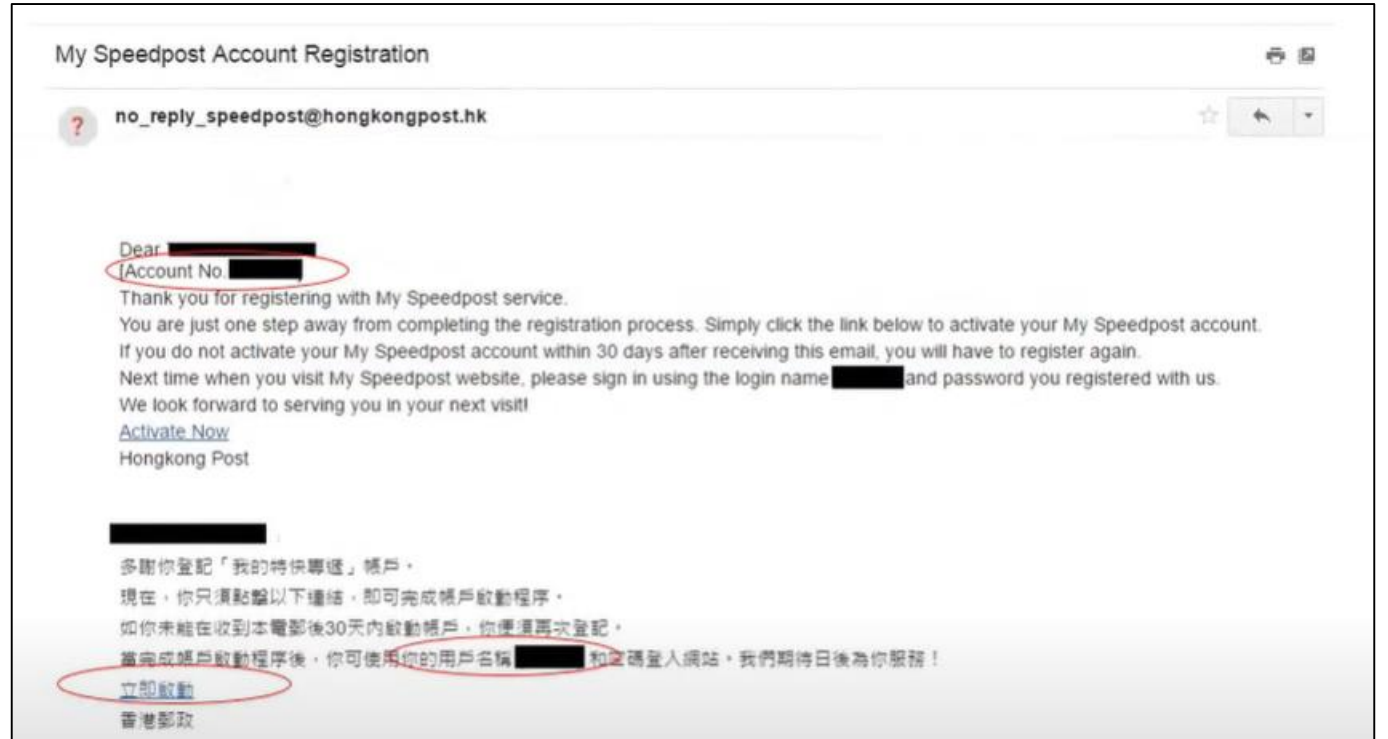 My Speedpost Account Registration
?
no_reply_speedpost@hongkongpost.hk
Dear
[Account No.
Thank you for registering with My Speedpost service.
You are just one step away from completing the registration process. Simply click the link below to activate your My Speedpost account.
If you do not activate your My Speedpost account within 30 days after receiving this email, you will have to register again.
Next time when you visit My Speedpost website, please sign in using the login name and password you registered with us.
We look forward to serving you in your next visit!
Activate Now
Hongkong Post
多謝你登記「我的特快專遞」帳戶。
現在，你只須點擊以下連結，即可完成帳戶啟動程序。
如你未能在收到本電郵後30天內啟動帳戶，你便須再次登記。
當完成帳戶啟動程序後，你可使用你的用戶名稱 和密碼登入網站。我們期待日後為你服務！
立即啟動
香港郵政